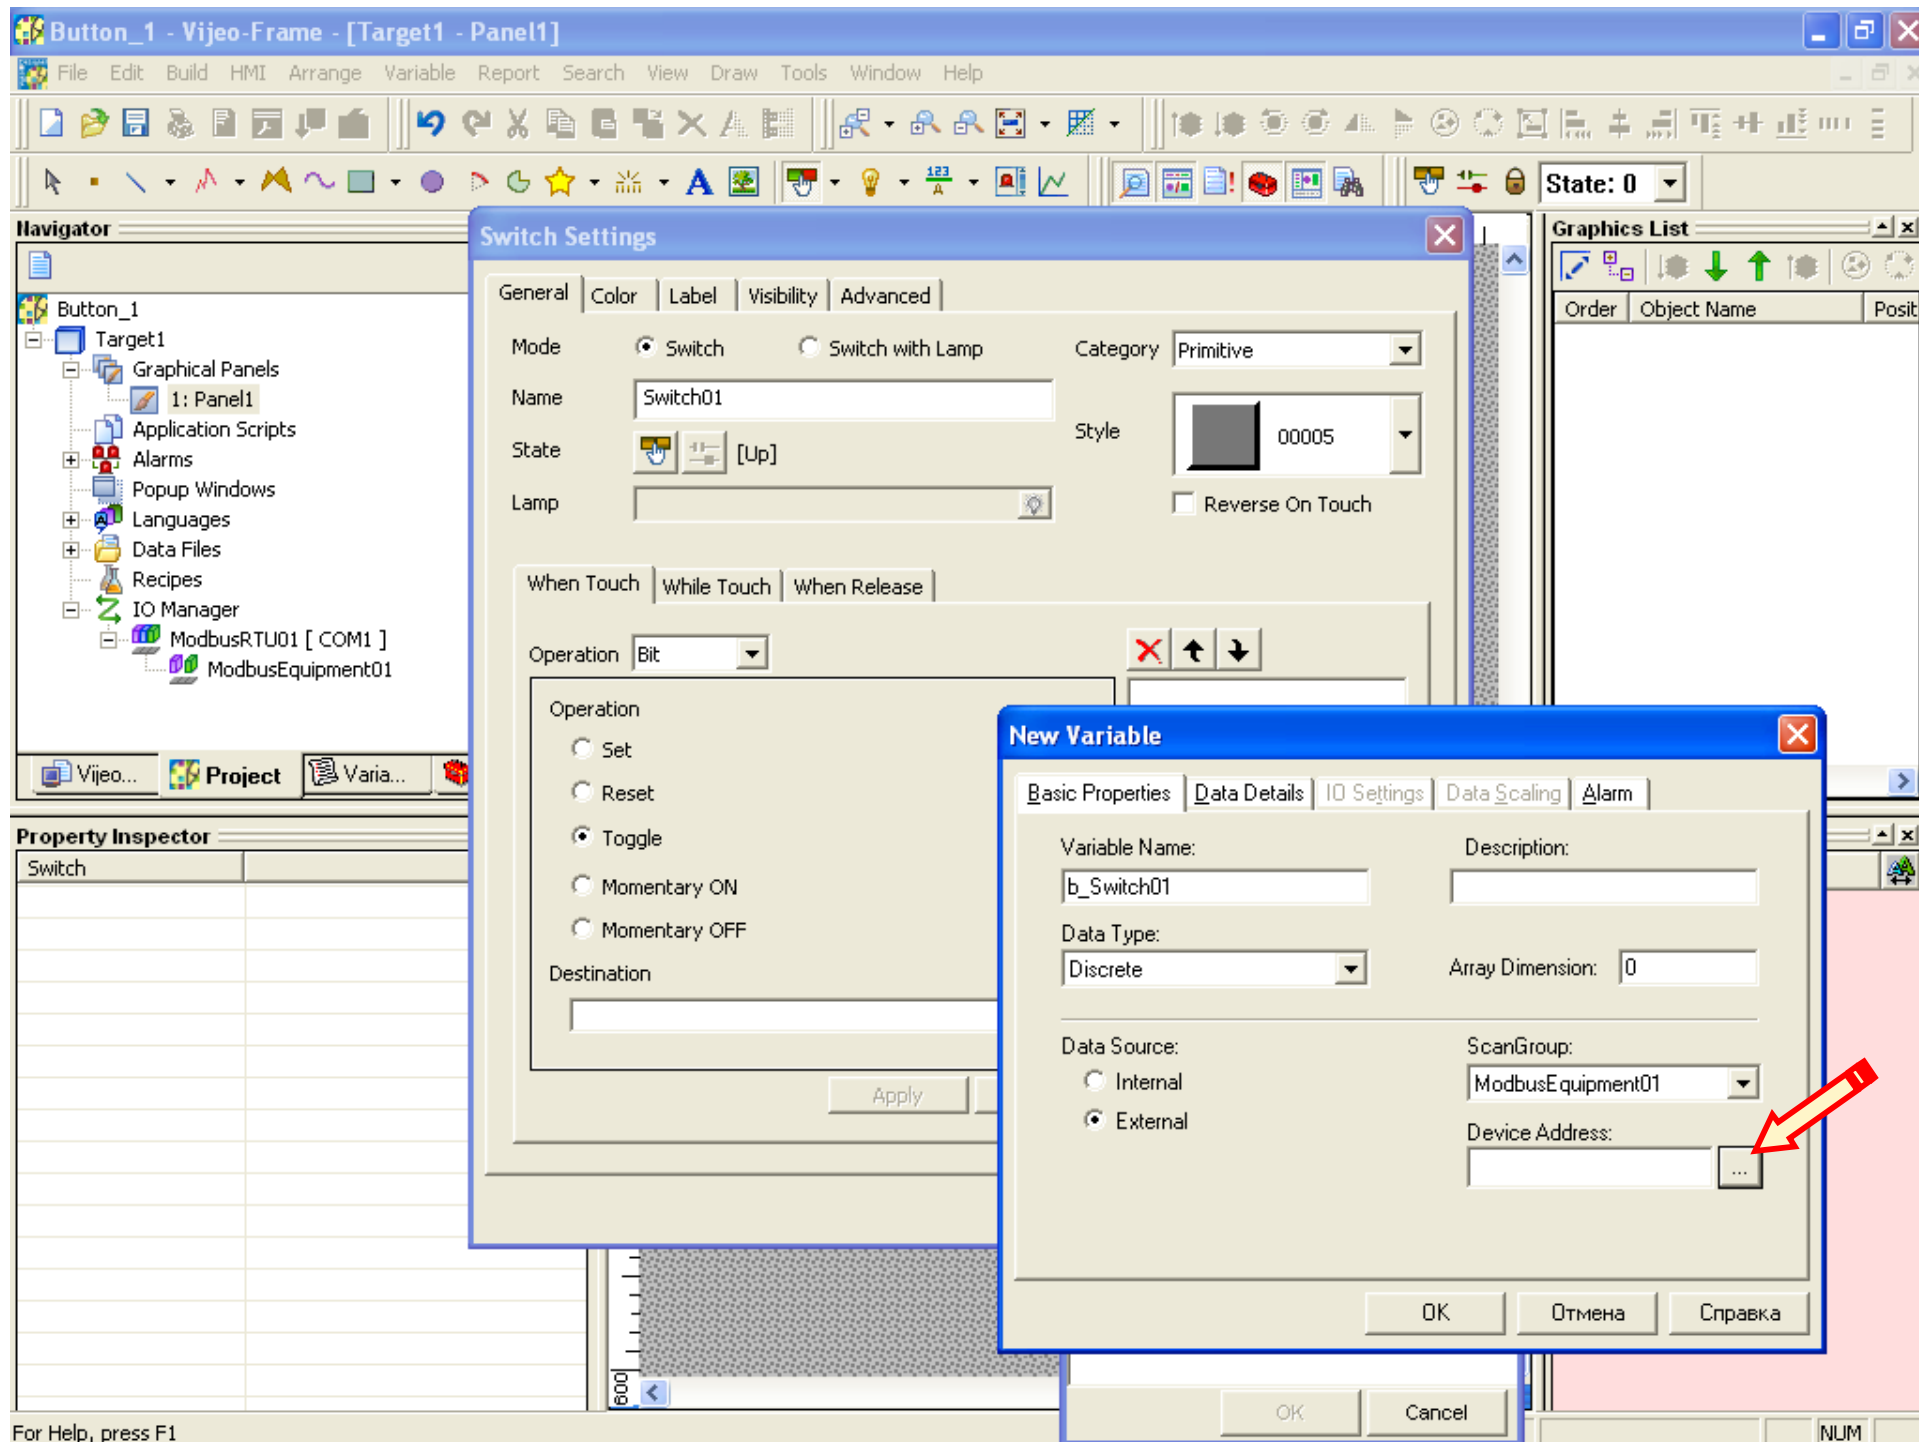 Button_1 - Vijeo-Frame - [Target1 - Panel1]
File Edit Build HMI Arrange Variable Report Search View Draw Tools Window Help
State: 0
Navigator
Button_1
Target1
Graphical Panels
1: Panel1
Application Scripts
Alarms
Popup Windows
Languages
Data Files
Recipes
IO Manager
ModbusRTU01 [ COM1 ]
ModbusEquipment01
Vijeo... Project Varia...
Property Inspector
Switch
Switch Settings
General Color Label Visibility Advanced
Mode Switch Switch with Lamp Category Primitive
Name Switch01
Style 00005
State [Up]
Lamp Reverse On Touch
When Touch While Touch When Release
Operation Bit
Operation
Set
Reset
Toggle
Momentary ON
Momentary OFF
Destination
Apply
Graphics List
Order Object Name Posit
New Variable
Basic Properties Data Details IO Settings Data Scaling Alarm
Variable Name: Description:
b_Switch01
Data Type:
Discrete Array Dimension: 0
Data Source: ScanGroup:
Internal ModbusEquipment01
External Device Address:
...
OK Отмена Справка
600
OK Cancel
For Help, press F1 NUM